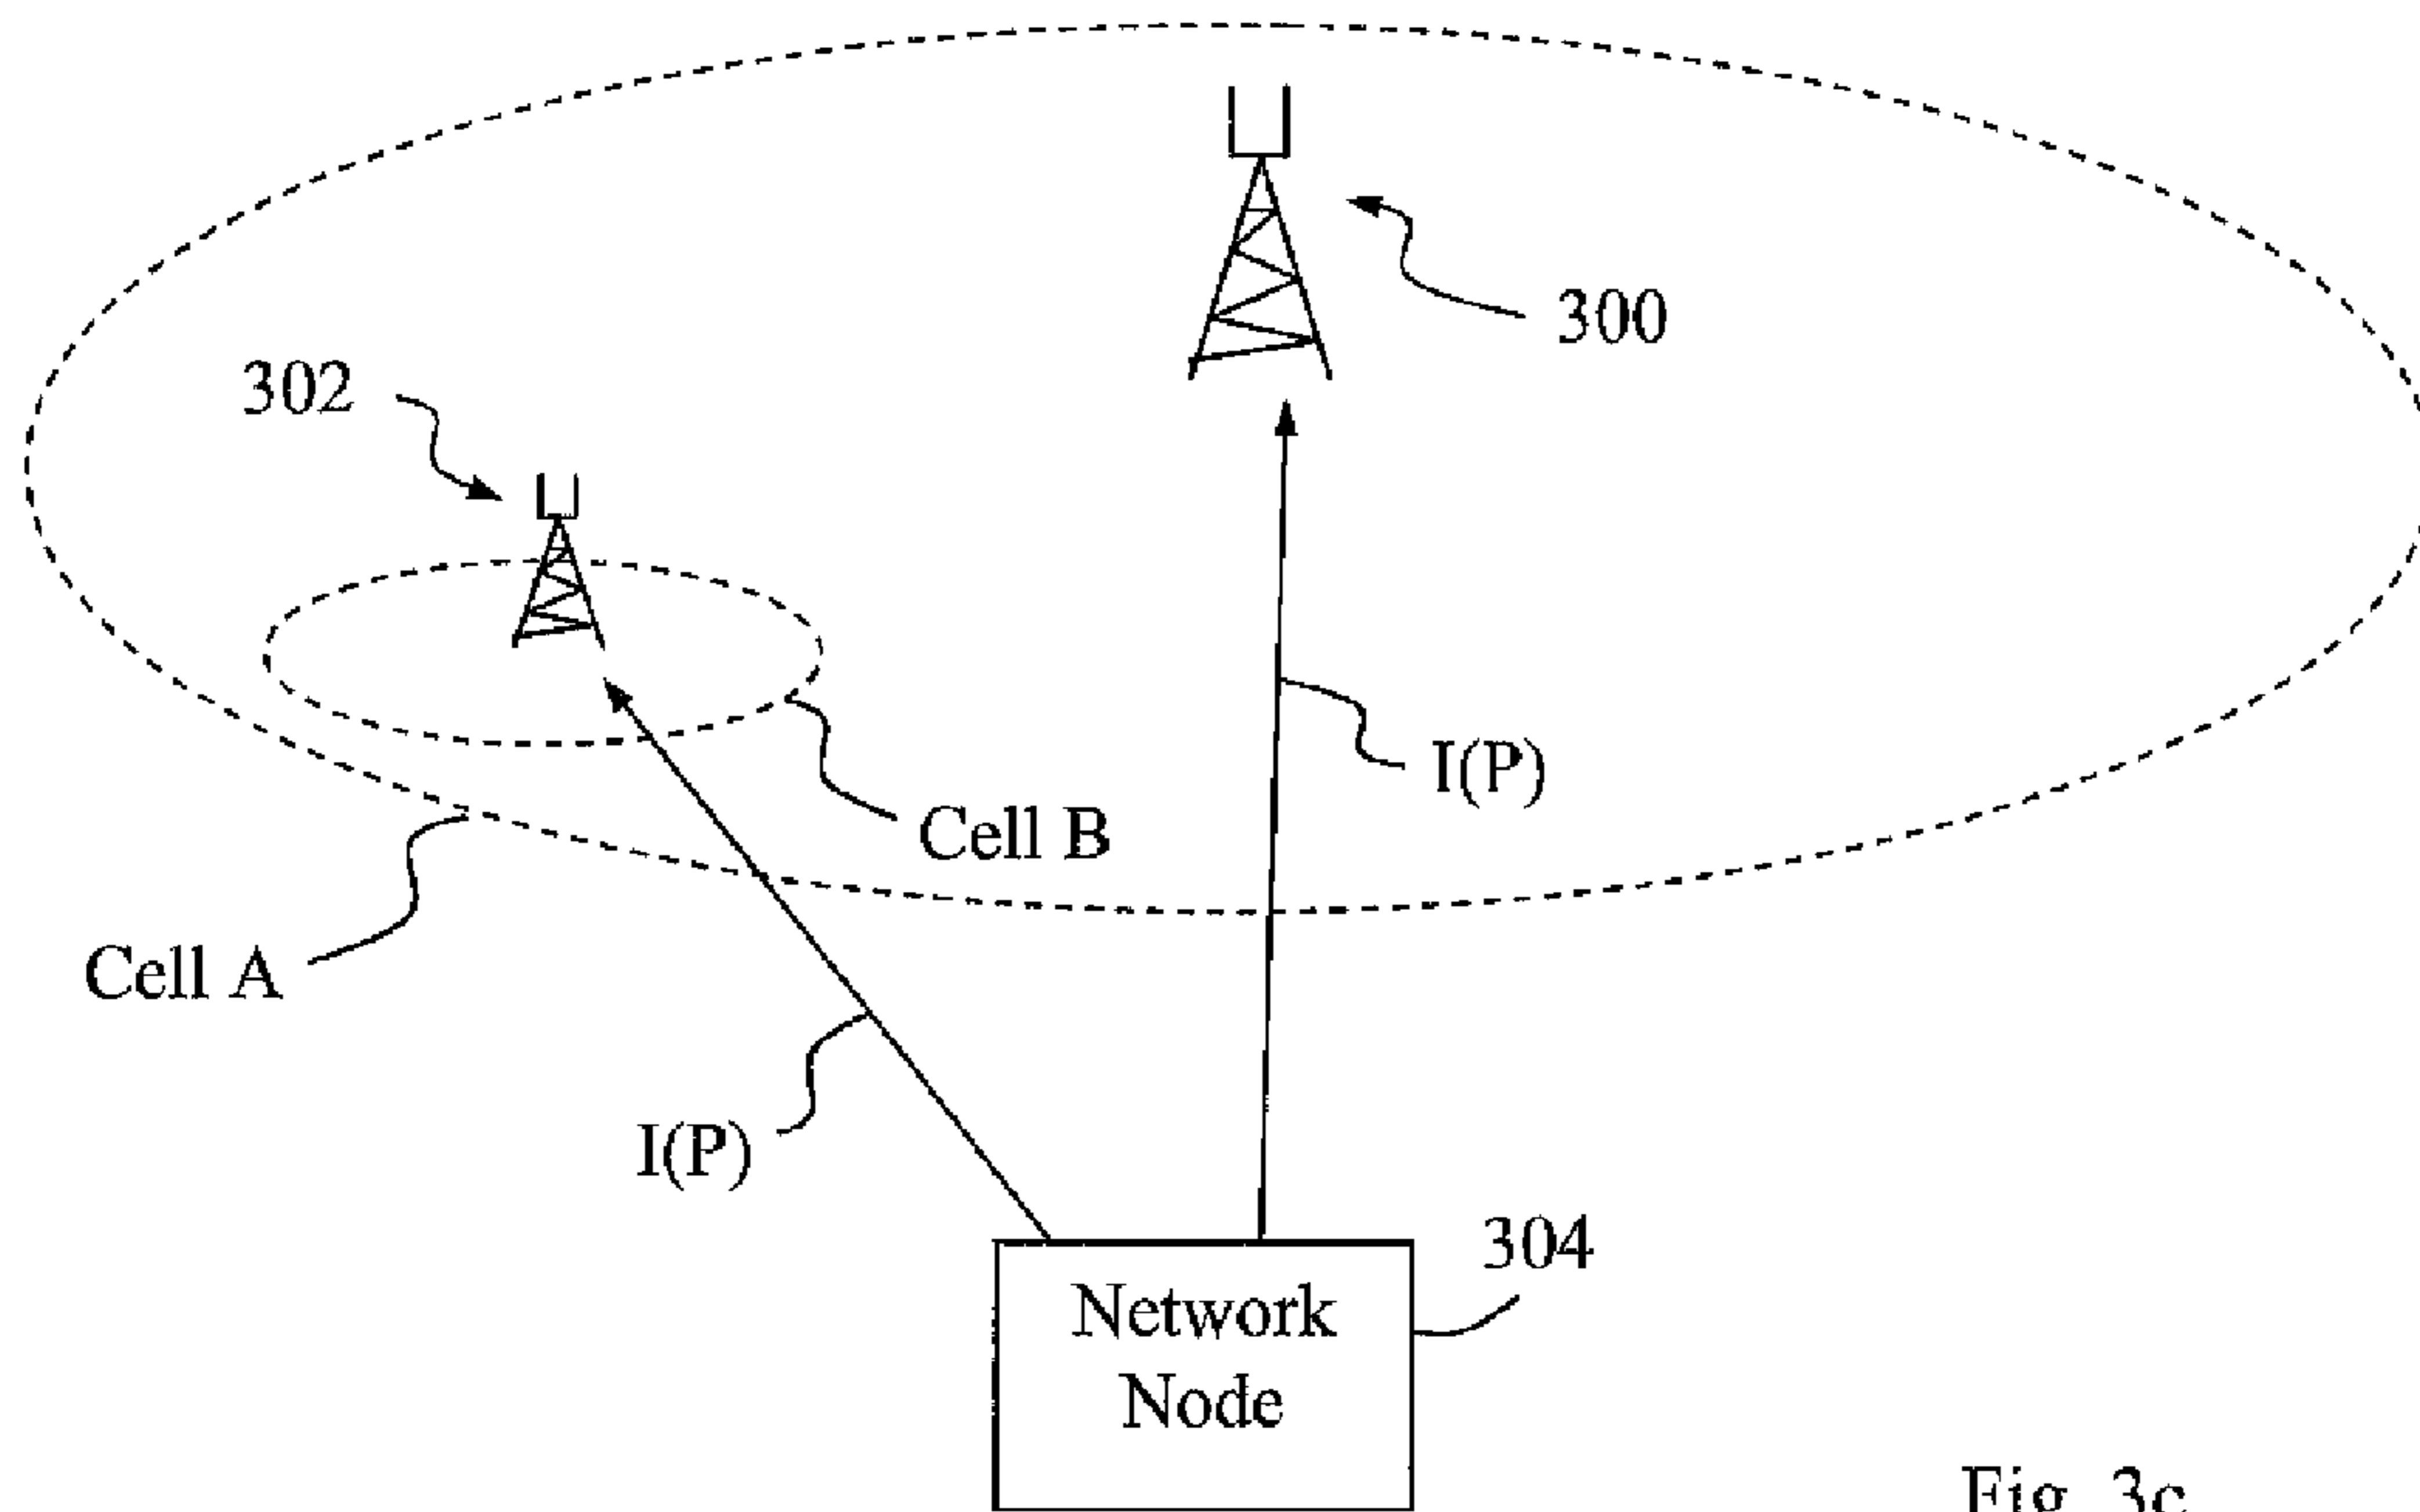 300
302
I(P)
Cell B
Cell A
I(P)
304
Network
Node
Fig. 3c